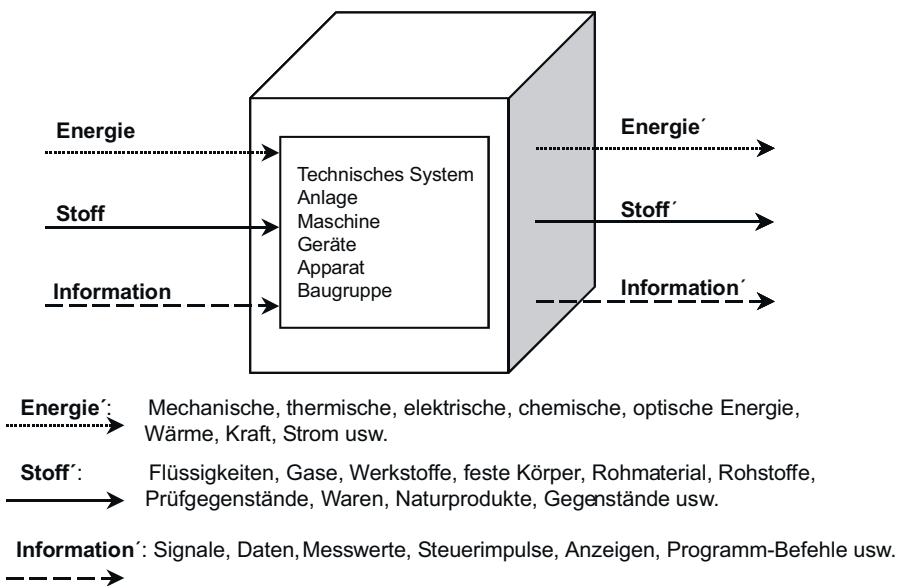 Energie
Energie´
Technisches System
Anlage
Maschine
Geräte
Apparat
Baugruppe
Stoff
Stoff´
Information
Information´
Energie´: Mechanische, thermische, elektrische, chemische, optische Energie,
Wärme, Kraft, Strom usw.
Stoff´: Flüssigkeiten, Gase, Werkstoffe, feste Körper, Rohmaterial, Rohstoffe,
Prüfgegenstände, Waren, Naturprodukte, Gegenstände usw.
Information´: Signale, Daten, Messwerte, Steuerimpulse, Anzeigen, Programm-Befehle usw.